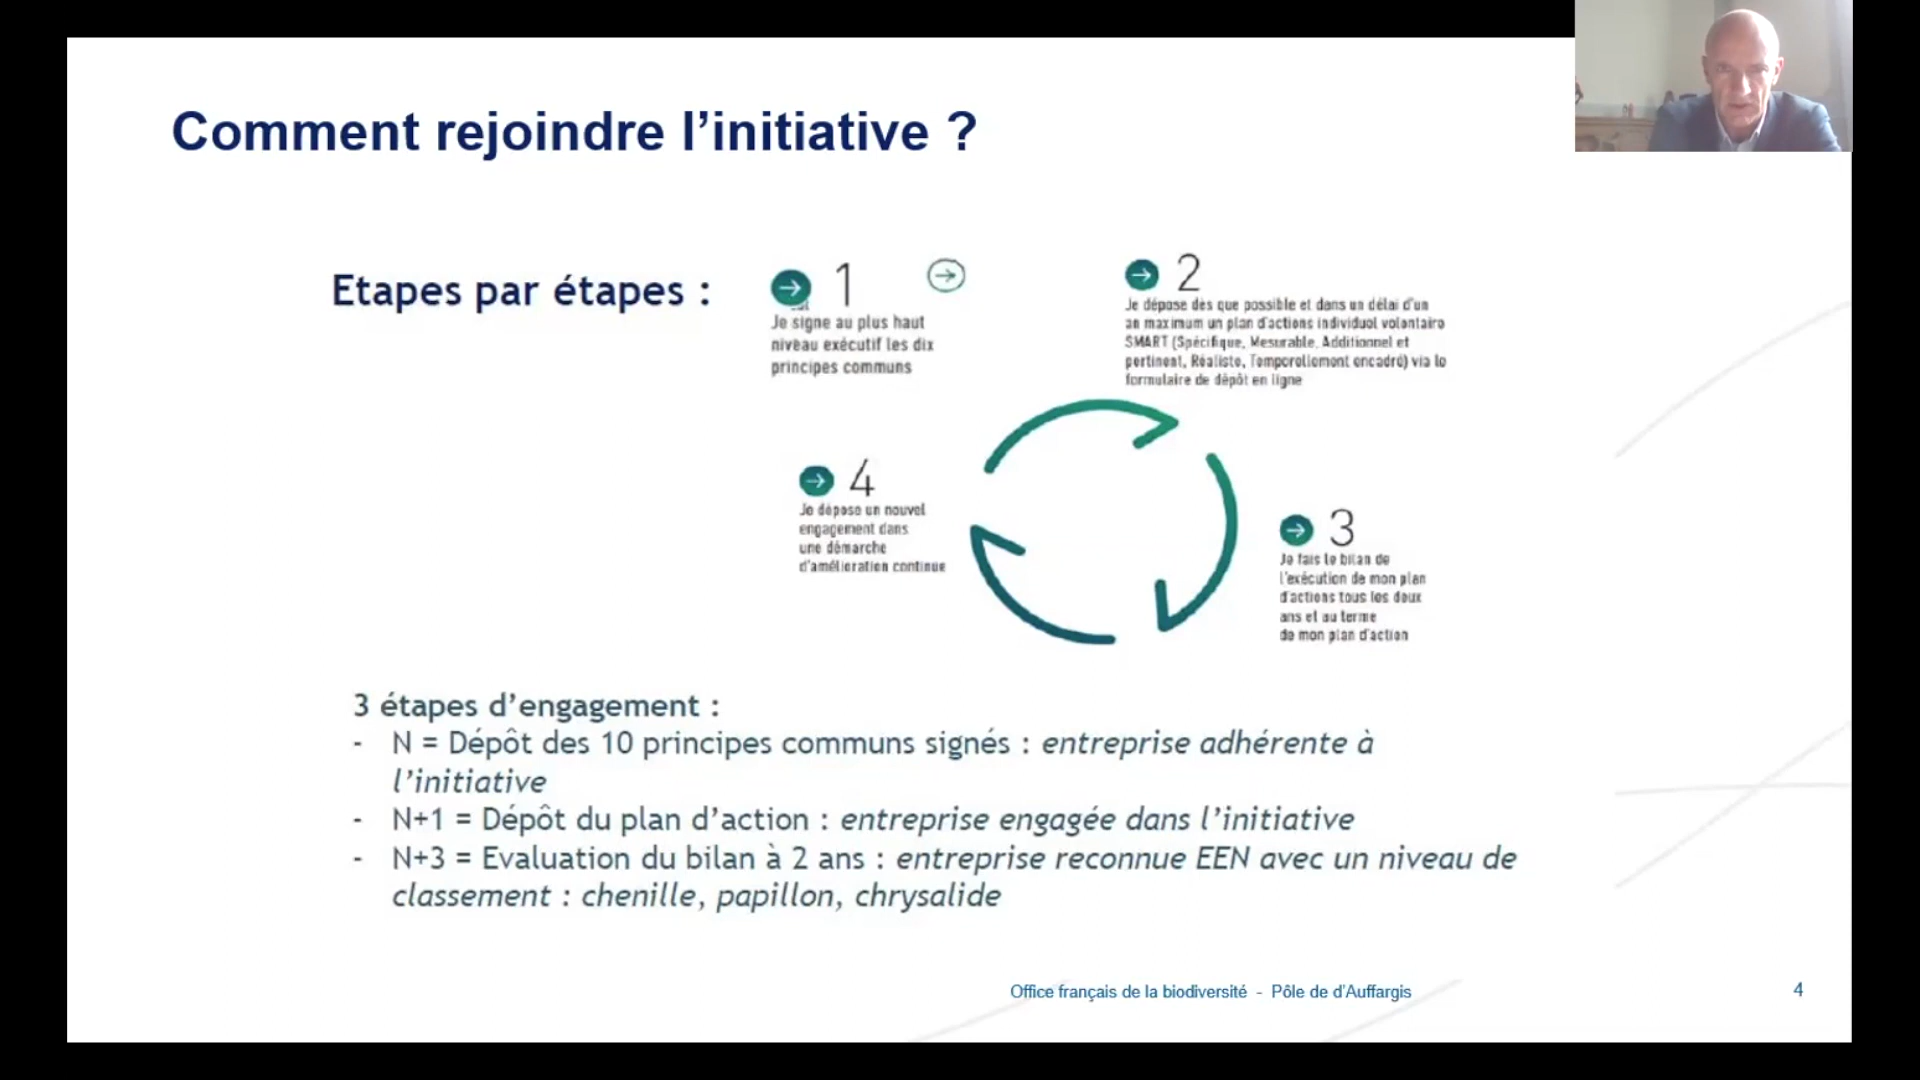 Comment rejoindre l'initiative ?
Etapes par étapes :
1
Je signe au plus haut
niveau exécutif les dix
principes communs
2
Je dépose dès que possible et dans un délai d'un
an maximum un plan d'actions individuel volontaire
SMART (Spécifique, Mesurable, Additionnel et
pertinent, Réaliste, Temporellement encadré) via le
formulaire de dépôt en ligne
4
Je dépose un nouvel
engagement dans
une démarche
d'amélioration continue
3
Je fais le bilan de
l'exécution de mon plan
d'actions tous les deux
ans et au terme
de mon plan d'action
3 étapes d'engagement :
- N = Dépôt des 10 principes communs signés : entreprise adhérente à
l'initiative
- N+1 = Dépôt du plan d'action : entreprise engagée dans l'initiative
- N+3 = Evaluation du bilan à 2 ans : entreprise reconnue EEN avec un niveau de
classement : chenille, papillon, chrysalide
Office français de la biodiversité - Pôle de d'Auffargis
4